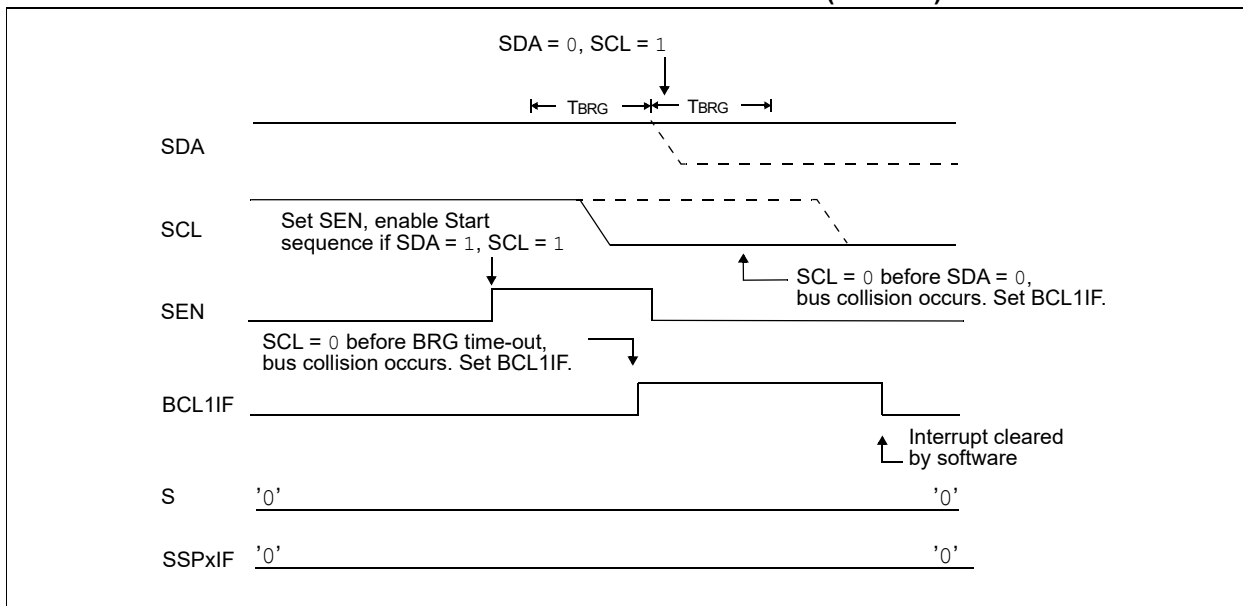 SDA = 0, SCL = 1
TBRG TBRG
SDA
SCL
Set SEN, enable Start
sequence if SDA = 1, SCL = 1
SCL = 0 before SDA = 0,
bus collision occurs. Set BCL1IF.
SEN
SCL = 0 before BRG time-out,
bus collision occurs. Set BCL1IF.
BCL1IF
Interrupt cleared
by software
S '0' '0'
SSPxIF '0' '0'